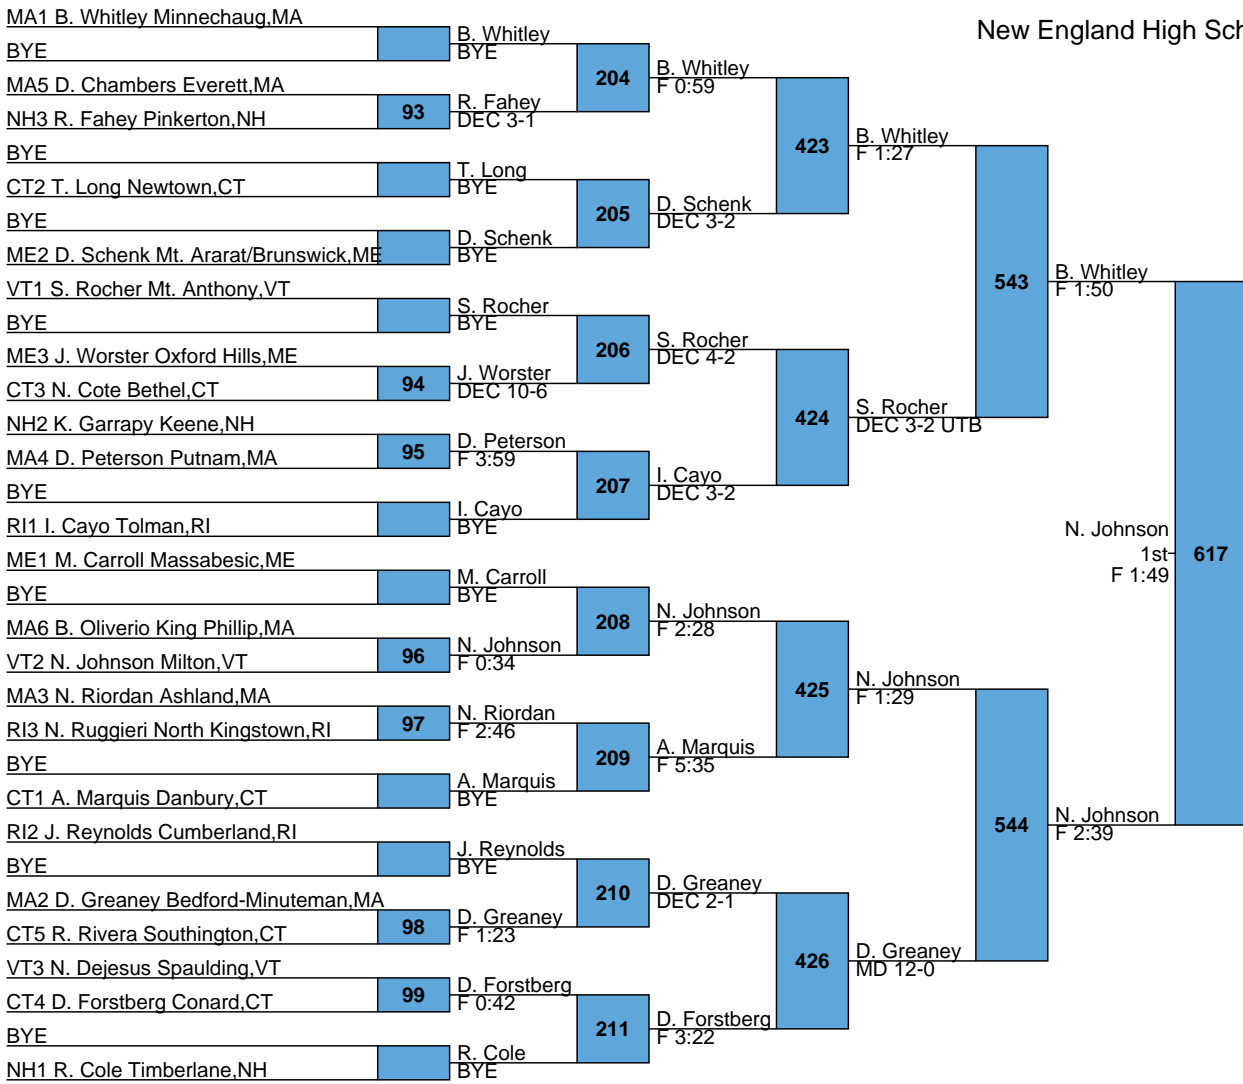 New England High Sch
MA1 B. Whitley Minnechaug,MA
BYE
MA5 D. Chambers Everett,MA
NH3 R. Fahey Pinkerton,NH
BYE
CT2 T. Long Newtown,CT
BYE
ME2 D. Schenk Mt. Ararat/Brunswick,ME
VT1 S. Rocher Mt. Anthony,VT
BYE
ME3 J. Worster Oxford Hills,ME
CT3 N. Cote Bethel,CT
NH2 K. Garrapy Keene,NH
MA4 D. Peterson Putnam,MA
BYE
RI1 I. Cayo Tolman,RI
ME1 M. Carroll Massabesic,ME
BYE
MA6 B. Oliverio King Phillip,MA
VT2 N. Johnson Milton,VT
MA3 N. Riordan Ashland,MA
RI3 N. Ruggieri North Kingstown,RI
BYE
CT1 A. Marquis Danbury,CT
RI2 J. Reynolds Cumberland,RI
BYE
MA2 D. Greaney Bedford-Minuteman,MA
CT5 R. Rivera Southington,CT
VT3 N. Dejesus Spaulding,VT
CT4 D. Forstberg Conard,CT
BYE
NH1 R. Cole Timberlane,NH
93
94
95
96
97
98
99
B. Whitley
BYE
R. Fahey
DEC 3-1
T. Long
BYE
D. Schenk
BYE
S. Rocher
BYE
J. Worster
DEC 10-6
D. Peterson
F 3:59
I. Cayo
BYE
M. Carroll
BYE
N. Johnson
F 0:34
N. Riordan
F 2:46
A. Marquis
BYE
J. Reynolds
BYE
D. Greaney
F 1:23
D. Forstberg
F 0:42
R. Cole
BYE
204
205
206
207
208
209
210
211
B. Whitley
F 0:59
D. Schenk
DEC 3-2
S. Rocher
DEC 4-2
I. Cayo
DEC 3-2
N. Johnson
F 2:28
A. Marquis
F 5:35
D. Greaney
DEC 2-1
D. Forstberg
F 3:22
423
424
425
426
B. Whitley
F 1:27
S. Rocher
DEC 3-2 UTB
N. Johnson
F 1:29
D. Greaney
MD 12-0
543
544
B. Whitley
F 1:50
N. Johnson
F 2:39
N. Johnson
1st
F 1:49
617